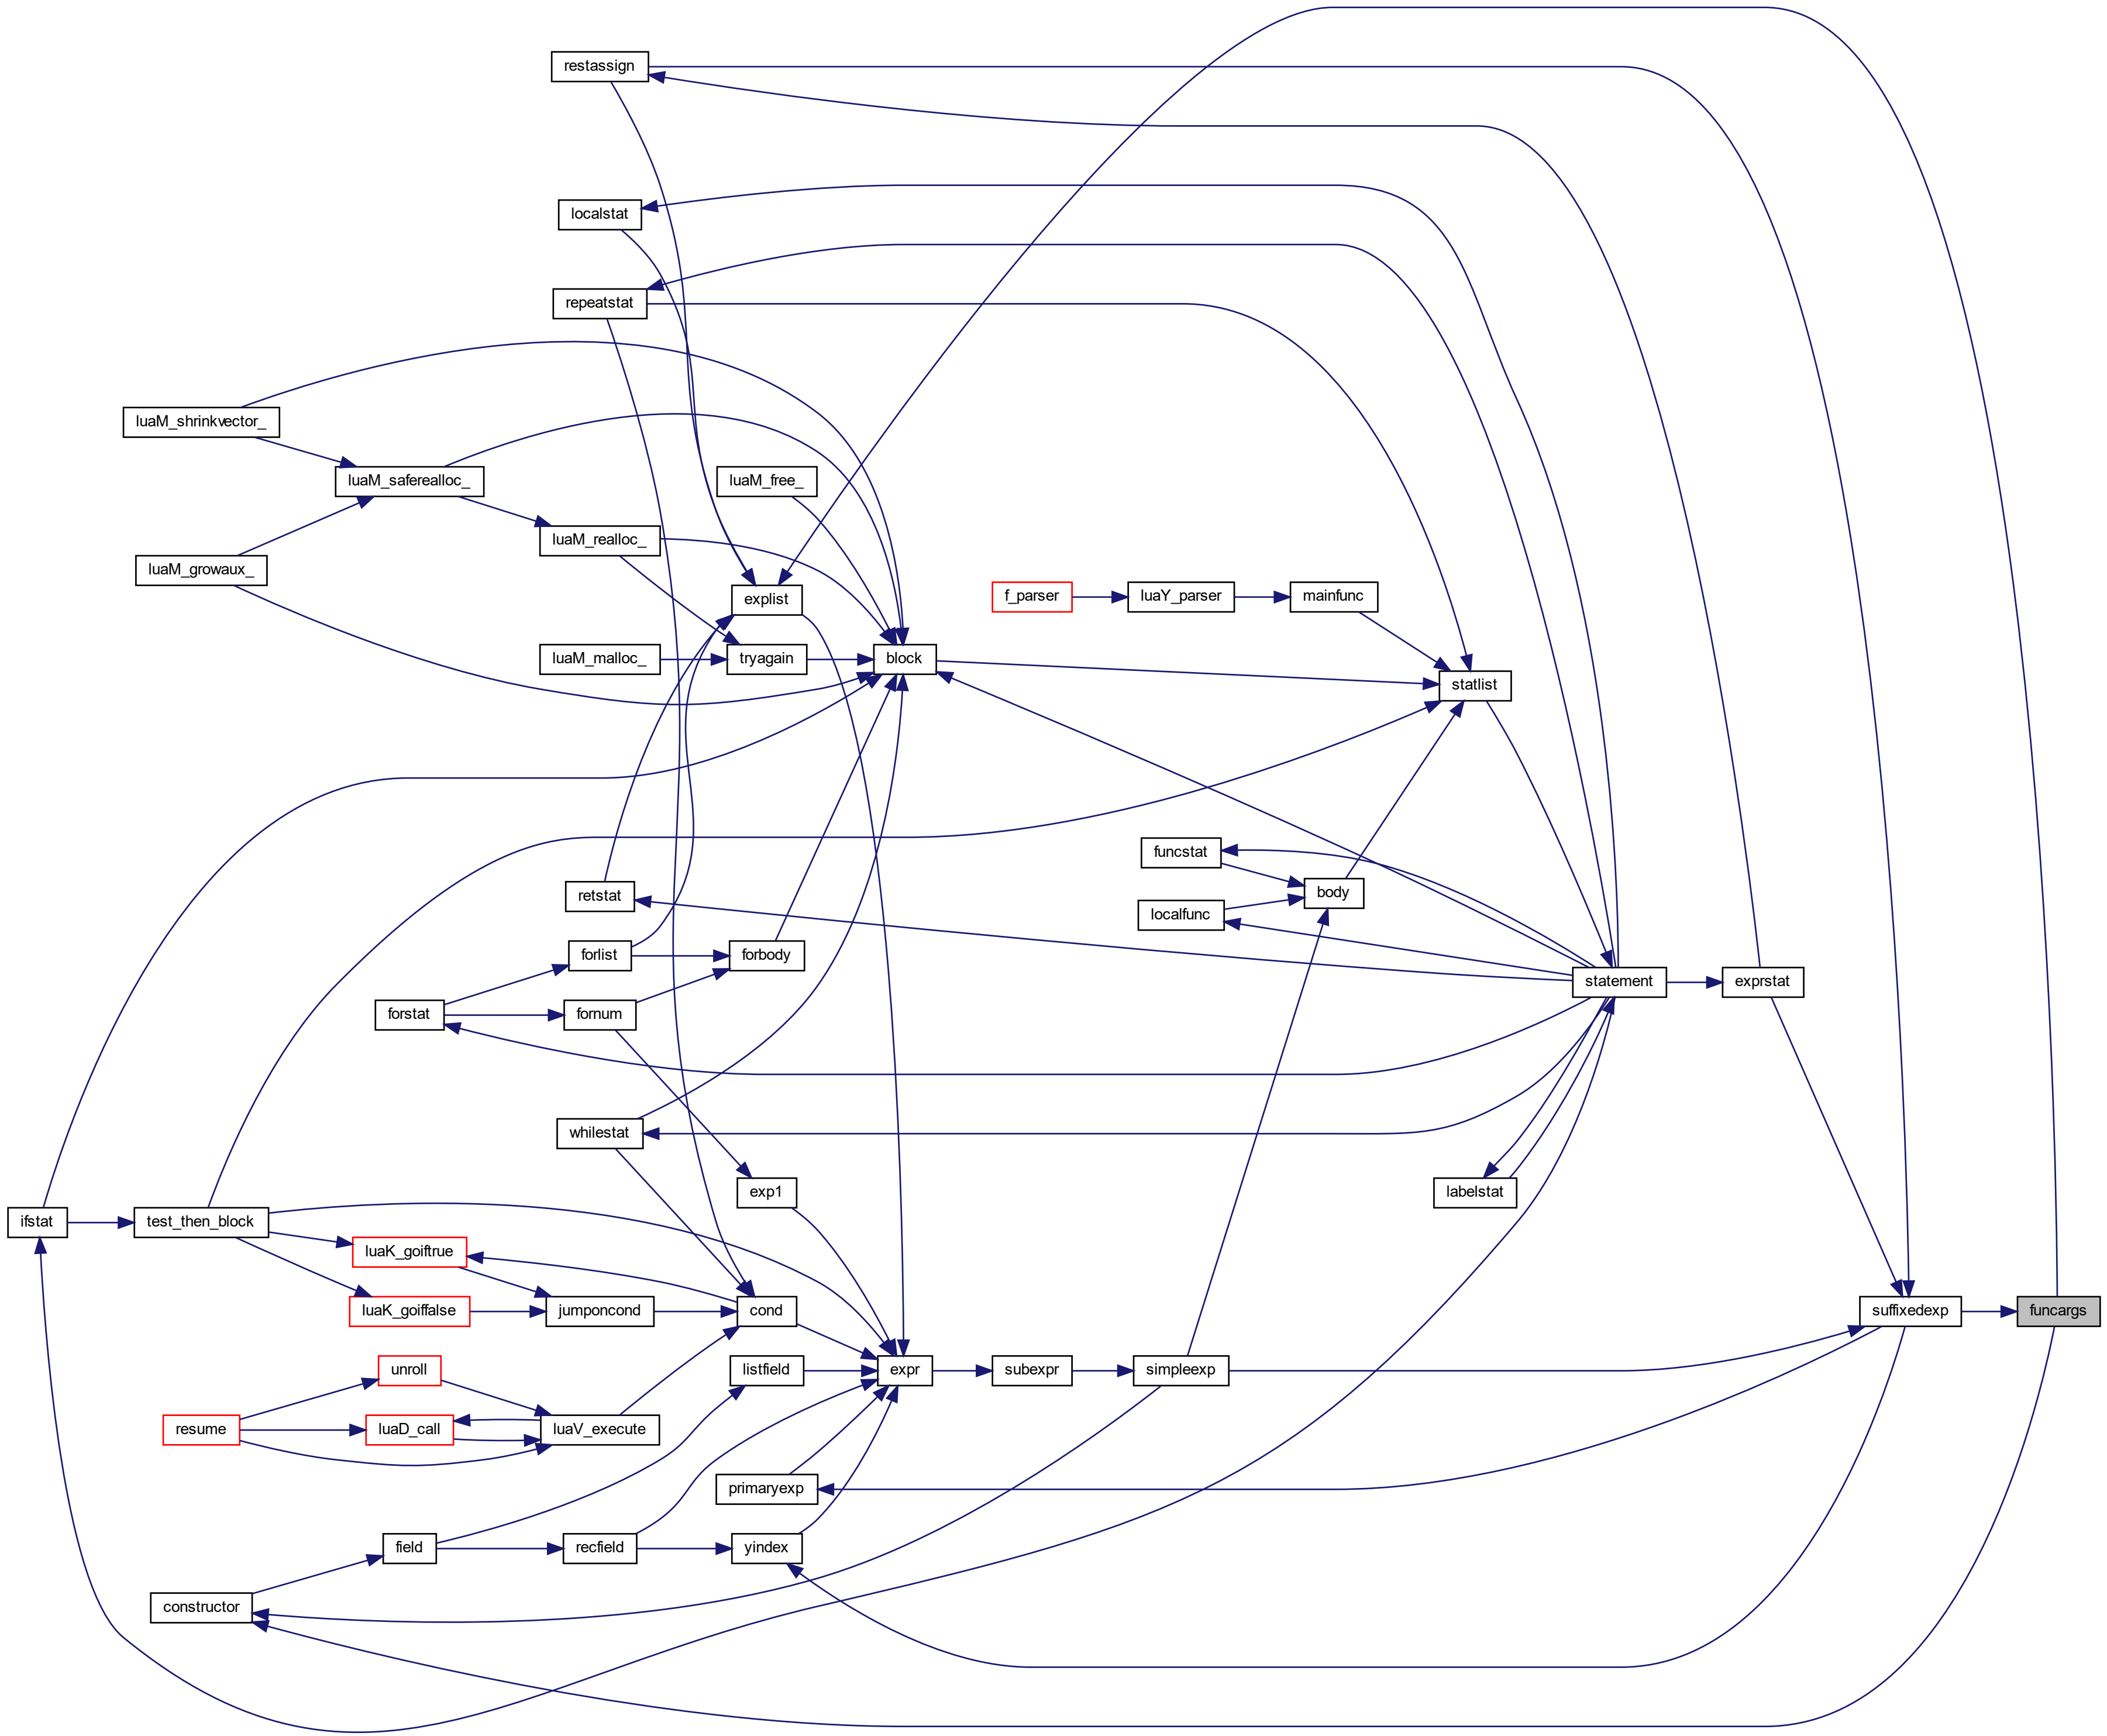 restassign
localstat
repeatstat
luaM_shrinkvector_
luaM_saferealloc_
luaM_free_
luaM_realloc_
luaM_growaux_
explist
f_parser
luaY_parser
mainfunc
luaM_malloc_
tryagain
block
statlist
funcstat
retstat
body
localfunc
forlist
forbody
statement
exprstat
forstat
fornum
whilestat
exp1
labelstat
ifstat
test_then_block
luaK_goiftrue
luaK_goiffalse
jumponcond
cond
suffixedexp
funcargs
unroll
listfield
expr
subexpr
simpleexp
resume
luaD_call
luaV_execute
primaryexp
field
recfield
yindex
constructor